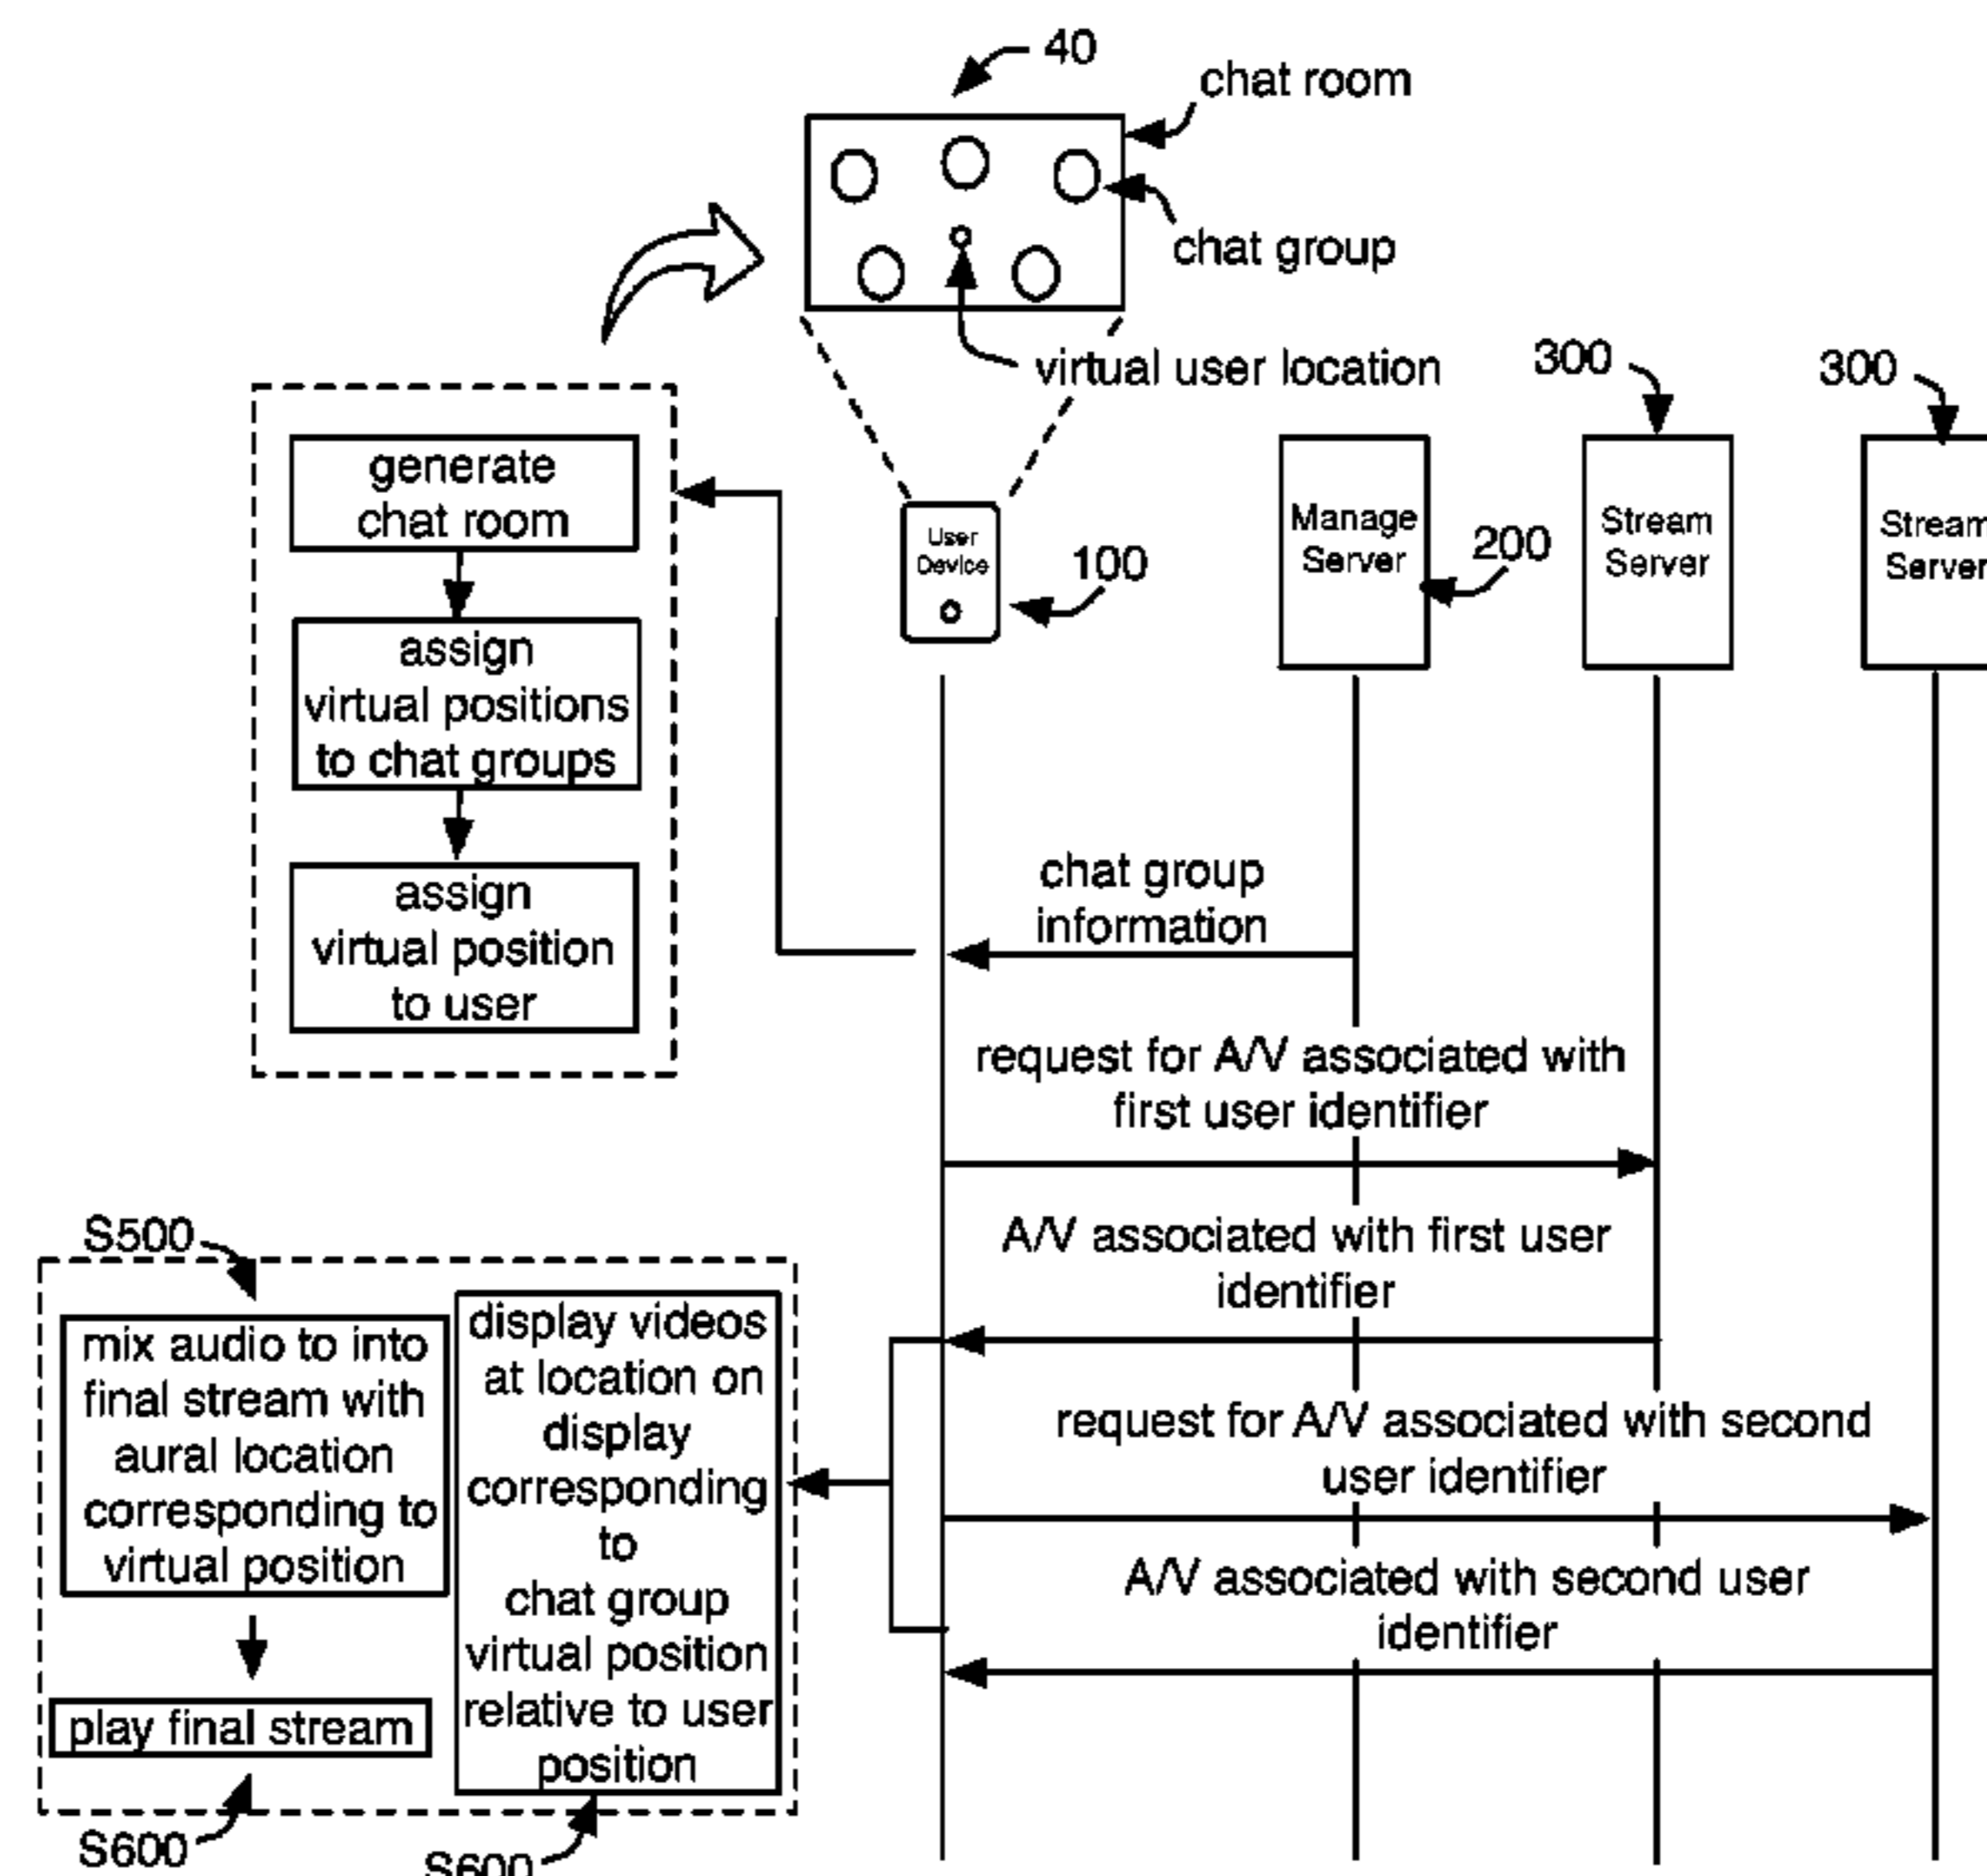 40
chat room
chat group
virtual user location
300
300
generate
chat room
User
Device
100
Manage
Server
200
Stream
Server
Stream
Server
assign
virtual positions
to chat groups
assign
virtual position
to user
chat group
information
request for A/V associated with
first user identifier
A/V associated with first user
identifier
request for A/V associated with second
user identifier
A/V associated with second user
identifier
S500
mix audio to into
final stream with
aural location
corresponding to
virtual position
play final stream
S600
display videos
at location on
display
corresponding
to
chat group
virtual position
relative to user
position
S600